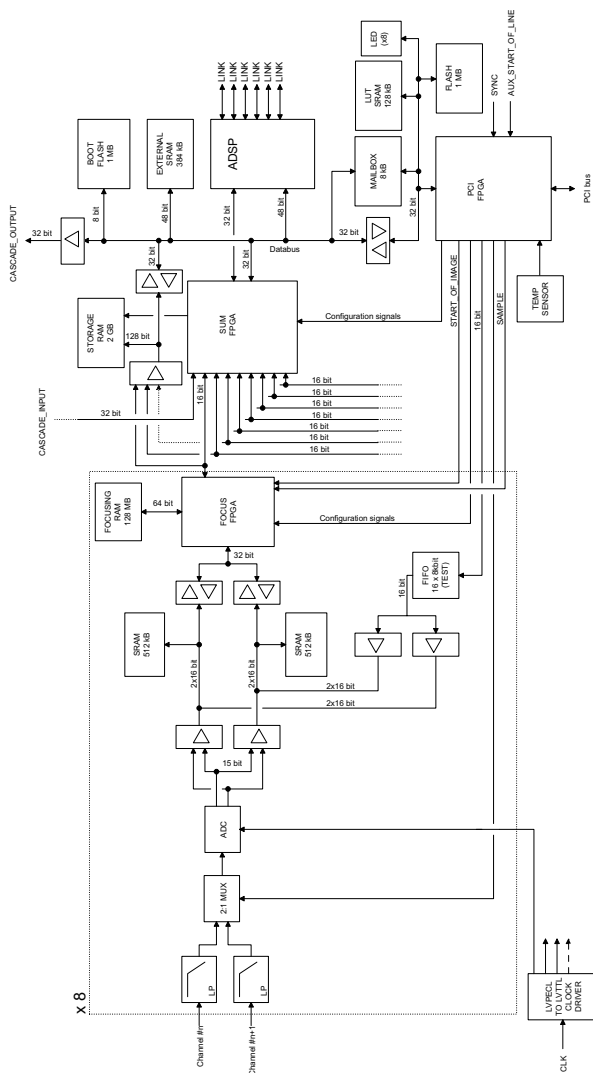 CASCADE_OUTPUT
32 bit
BOOT
FLASH
1 MB
8 bit
EXTERNAL
SRAM
384 kB
48 bit
ADSP
LINK
LINK
LINK
LINK
LINK
LINK
32 bit
48 bit
LED
(x8)
LUT
SRAM
128 kB
MAILBOX
8 kB
FLASH
1 MB
SYNC
AUX_START_OF_LINE
32 bit
PCI
FPGA
PCI bus
TEMP
SENSOR
Databus
32 bit
32 bit
32 bit
STORAGE
RAM
2 GB
128 bit
SUM
FPGA
Configuration signals
START_OF_IMAGE
16 bit
SAMPLE
CASCADE_INPUT
32 bit
16 bit
16 bit
16 bit
16 bit
16 bit
16 bit
16 bit
16 bit
FOCUSING
RAM
128 MB
64 bit
FOCUS
FPGA
Configuration signals
32 bit
SRAM
512 kB
SRAM
512 kB
2x16 bit
2x16 bit
16 bit
FIFO
16 x 8kbit
(TEST)
2x16 bit
2x16 bit
15 bit
ADC
2:1 MUX
LP
LP
x 8
Channel #n
Channel #n+1
LVPECL
TO LVTTL
CLOCK
DRIVER
CLK